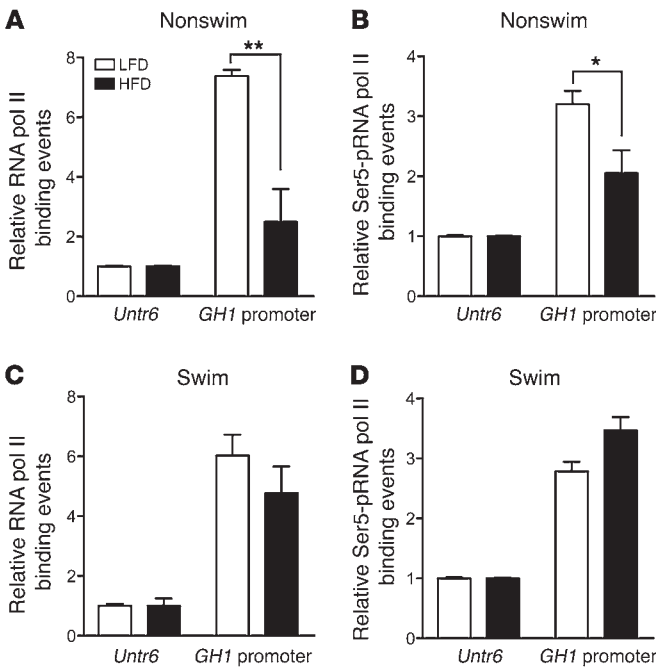 A
Nonswim
LFD
HFD
**
Relative RNA pol II
binding events
8
6
4
2
0
Untr6
GH1 promoter
B
Nonswim
*
Relative Ser5-pRNA pol II
binding events
4
3
2
1
0
Untr6
GH1 promoter
C
Swim
Relative RNA pol II
binding events
8
6
4
2
0
Untr6
GH1 promoter
D
Swim
Relative Ser5-pRNA pol II
binding events
4
3
2
1
0
Untr6
GH1 promoter